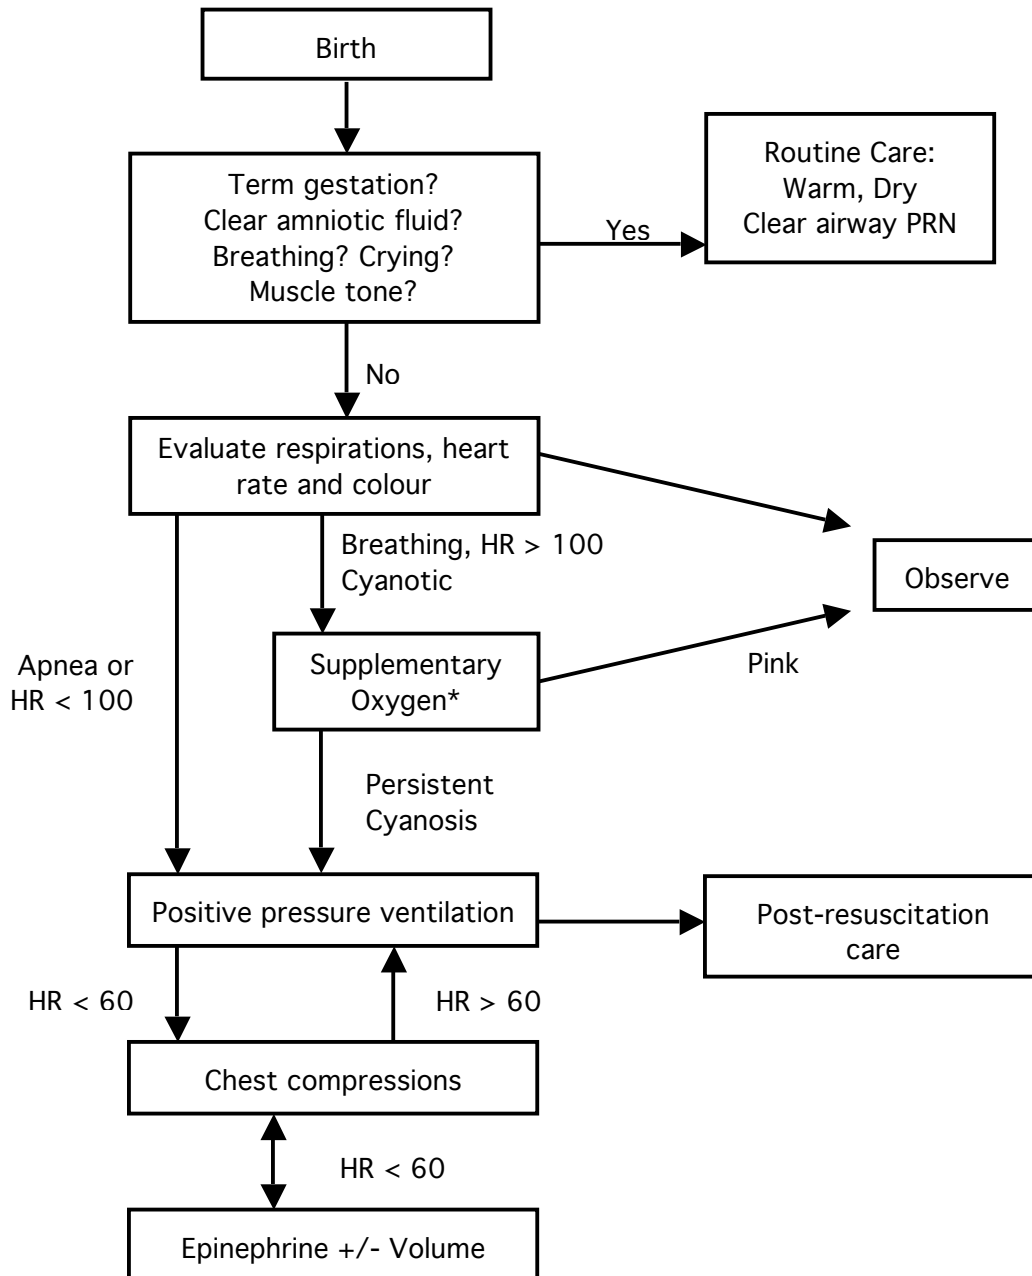 Birth
Term gestation?
Clear amniotic fluid?
Breathing? Crying?
Muscle tone?
Yes
Routine Care:
Warm, Dry
Clear airway PRN
No
Evaluate respirations, heart
rate and colour
Breathing, HR > 100
Cyanotic
Observe
Apnea or
HR < 100
Supplementary
Oxygen*
Pink
Persistent
Cyanosis
Positive pressure ventilation
Post-resuscitation
care
HR < 60
HR > 60
Chest compressions
HR < 60
Epinephrine +/- Volume